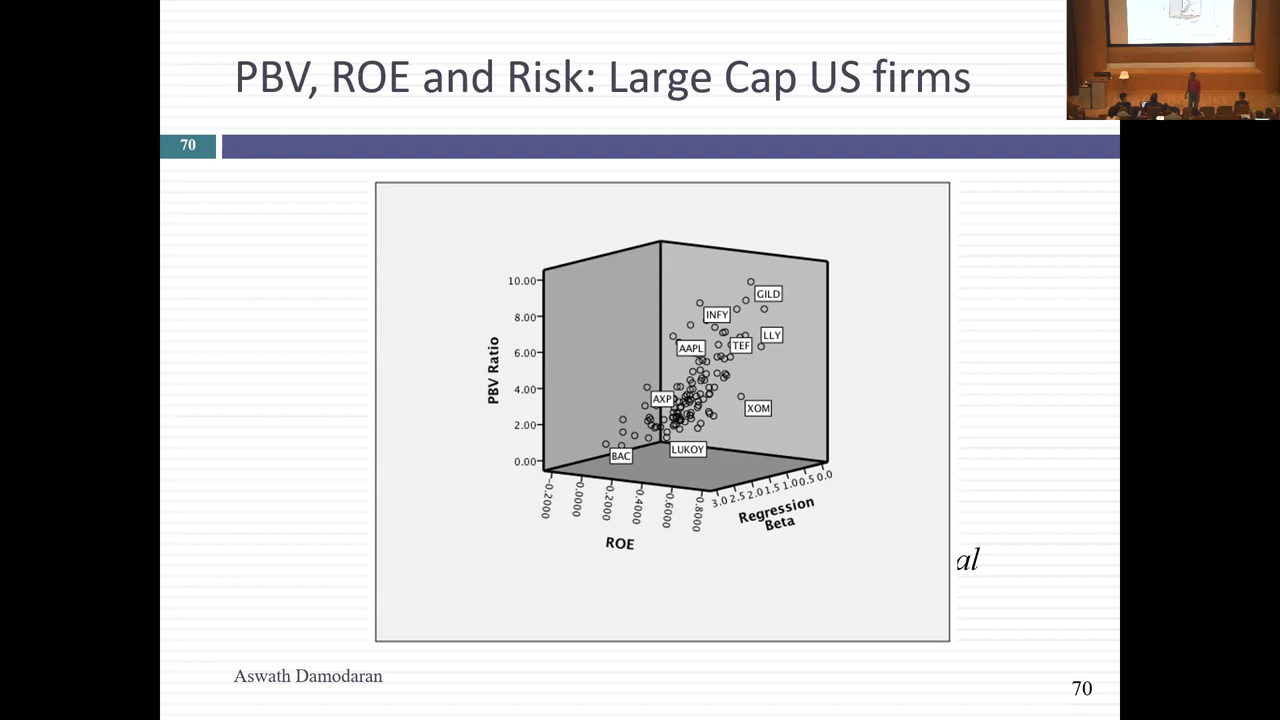 PBV, ROE and Risk: Large Cap US firms
70
10.00
8.00
6.00
4.00
2.00
0.00
PBV Ratio
GILD
INFY
LLY
TEF
AAPL
AXP
XOM
LUKOY
BAC
-0.2000
0.0000
0.2000
0.4000
0.6000
0.8000
ROE
3.0 2.5 2.0 1.5 1.0 0.5 0.0
Regression
Beta
al
Aswath Damodaran
70